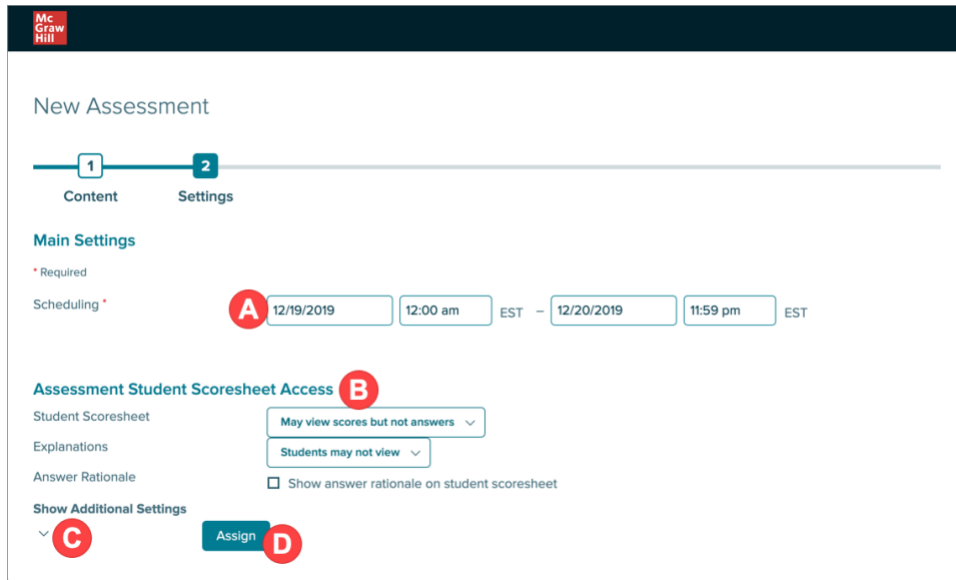 Mc
Graw
Hill
New Assessment
1 2
Content Settings
Main Settings
* Required
Scheduling * A 12/19/2019 12:00 am EST – 12/20/2019 11:59 pm EST
Assessment Student Scoresheet Access B
Student Scoresheet May view scores but not answers
Explanations Students may not view
Answer Rationale Show answer rationale on student scoresheet
Show Additional Settings
C Assign D